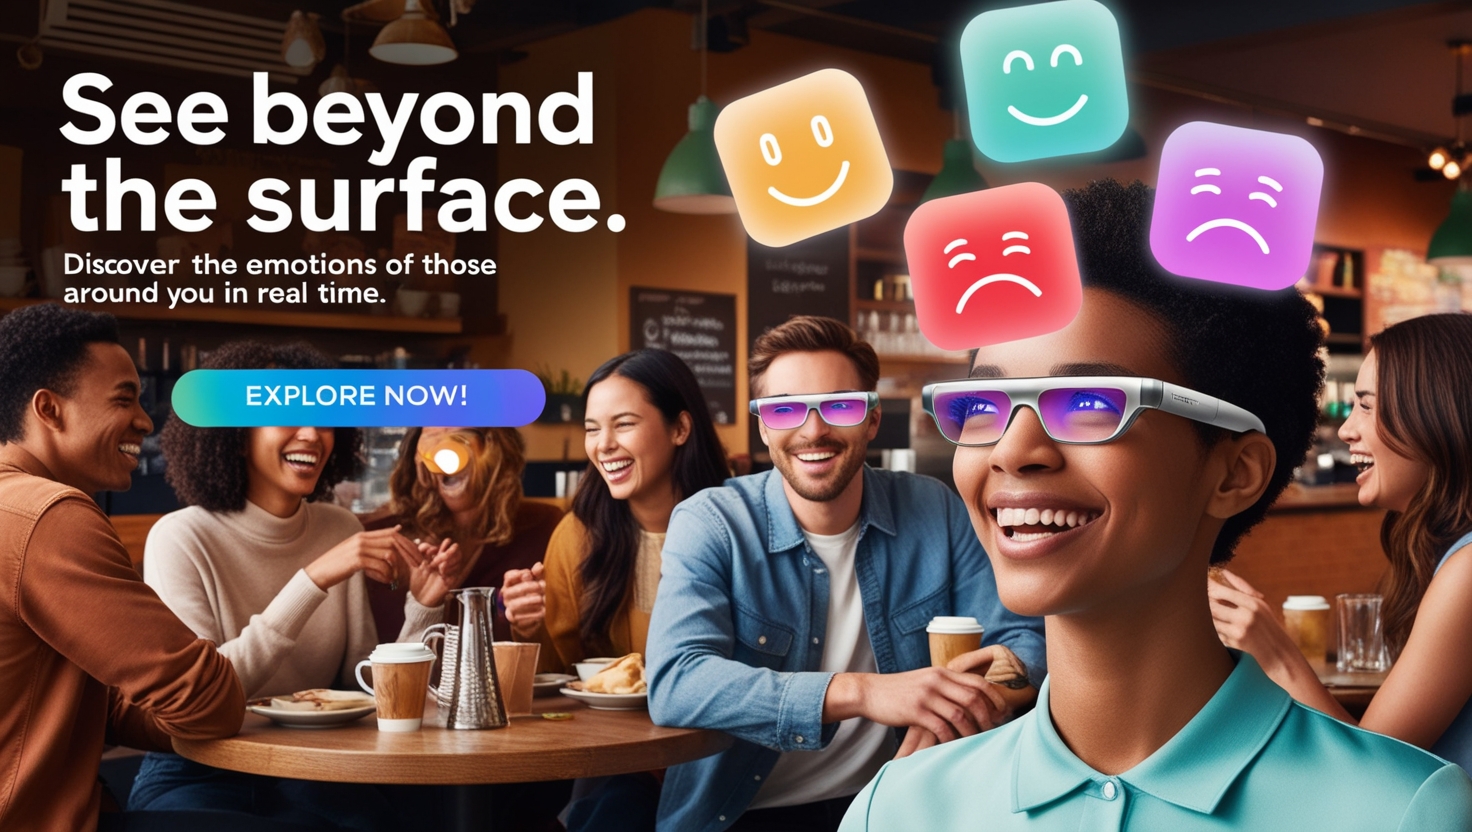 See beyond
the surface.
Discover the emotions of those
around you in real time.
EXPLORE NOW!